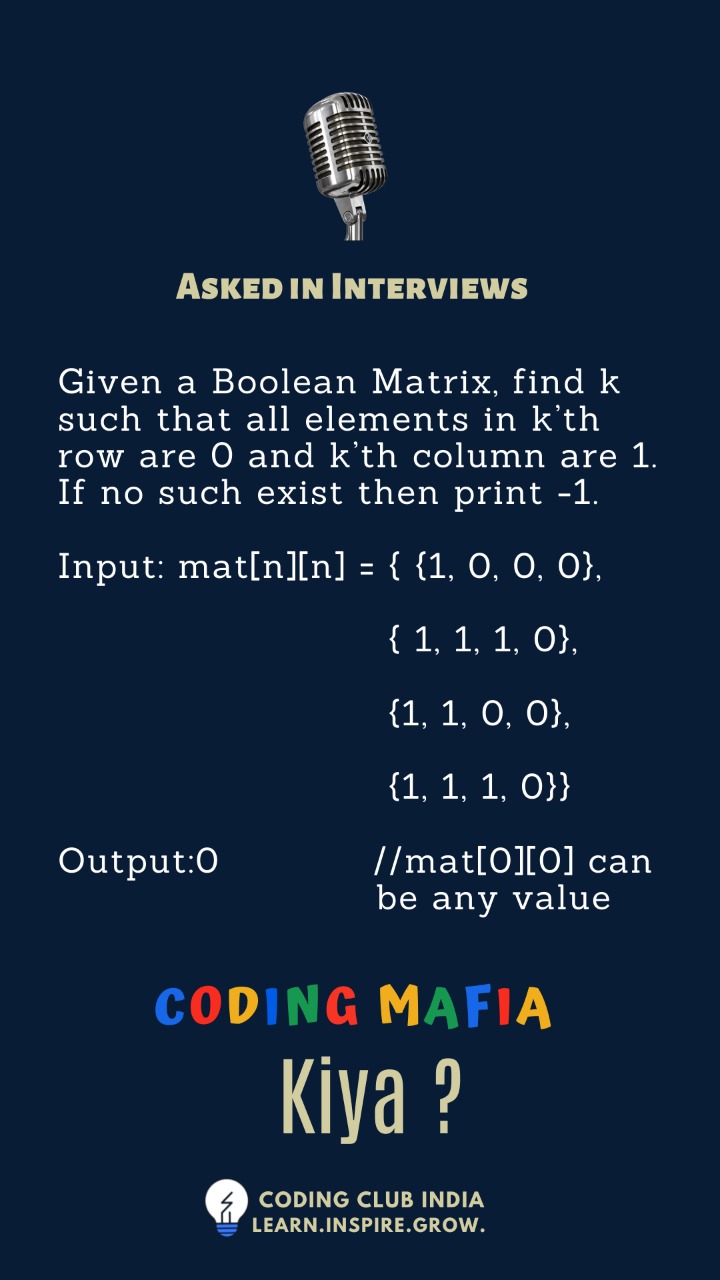 Asked in Interviews
Given a Boolean Matrix, find k
such that all elements in k'th
row are 0 and k'th column are 1.
If no such exist then print -1.
Input: mat[n][n] = { {1, 0, 0, 0},
{ 1, 1, 1, 0},
{1, 1, 0, 0},
{1, 1, 1, 0}}
Output:0 //mat[0][0] can
be any value
CODING MAFIA
Kiya ?
CODING CLUB INDIA
LEARN.INSPIRE.GROW.